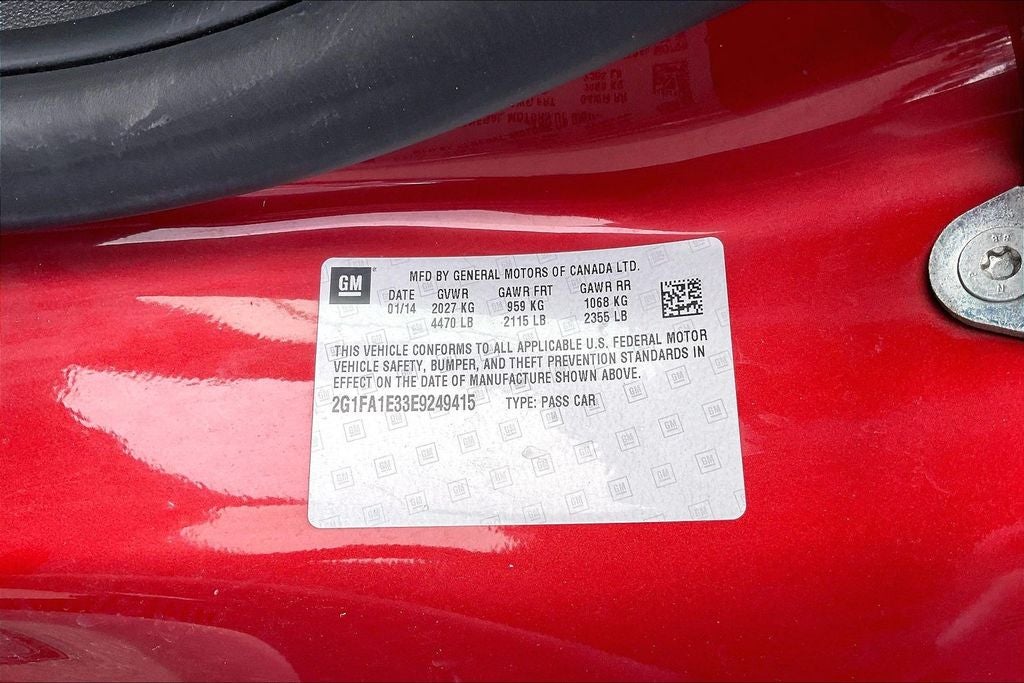 GM
MFD BY GENERAL MOTORS OF CANADA LTD.
DATE GVWR GAWR FRT GAWR RR
01/14 2027 KG 959 KG 1068 KG
4470 LB 2115 LB 2355 LB
THIS VEHICLE CONFORMS TO ALL APPLICABLE U.S. FEDERAL MOTOR
VEHICLE SAFETY, BUMPER, AND THEFT PREVENTION STANDARDS IN
EFFECT ON THE DATE OF MANUFACTURE SHOWN ABOVE.
2G1FA1E33E9249415 TYPE: PASS CAR